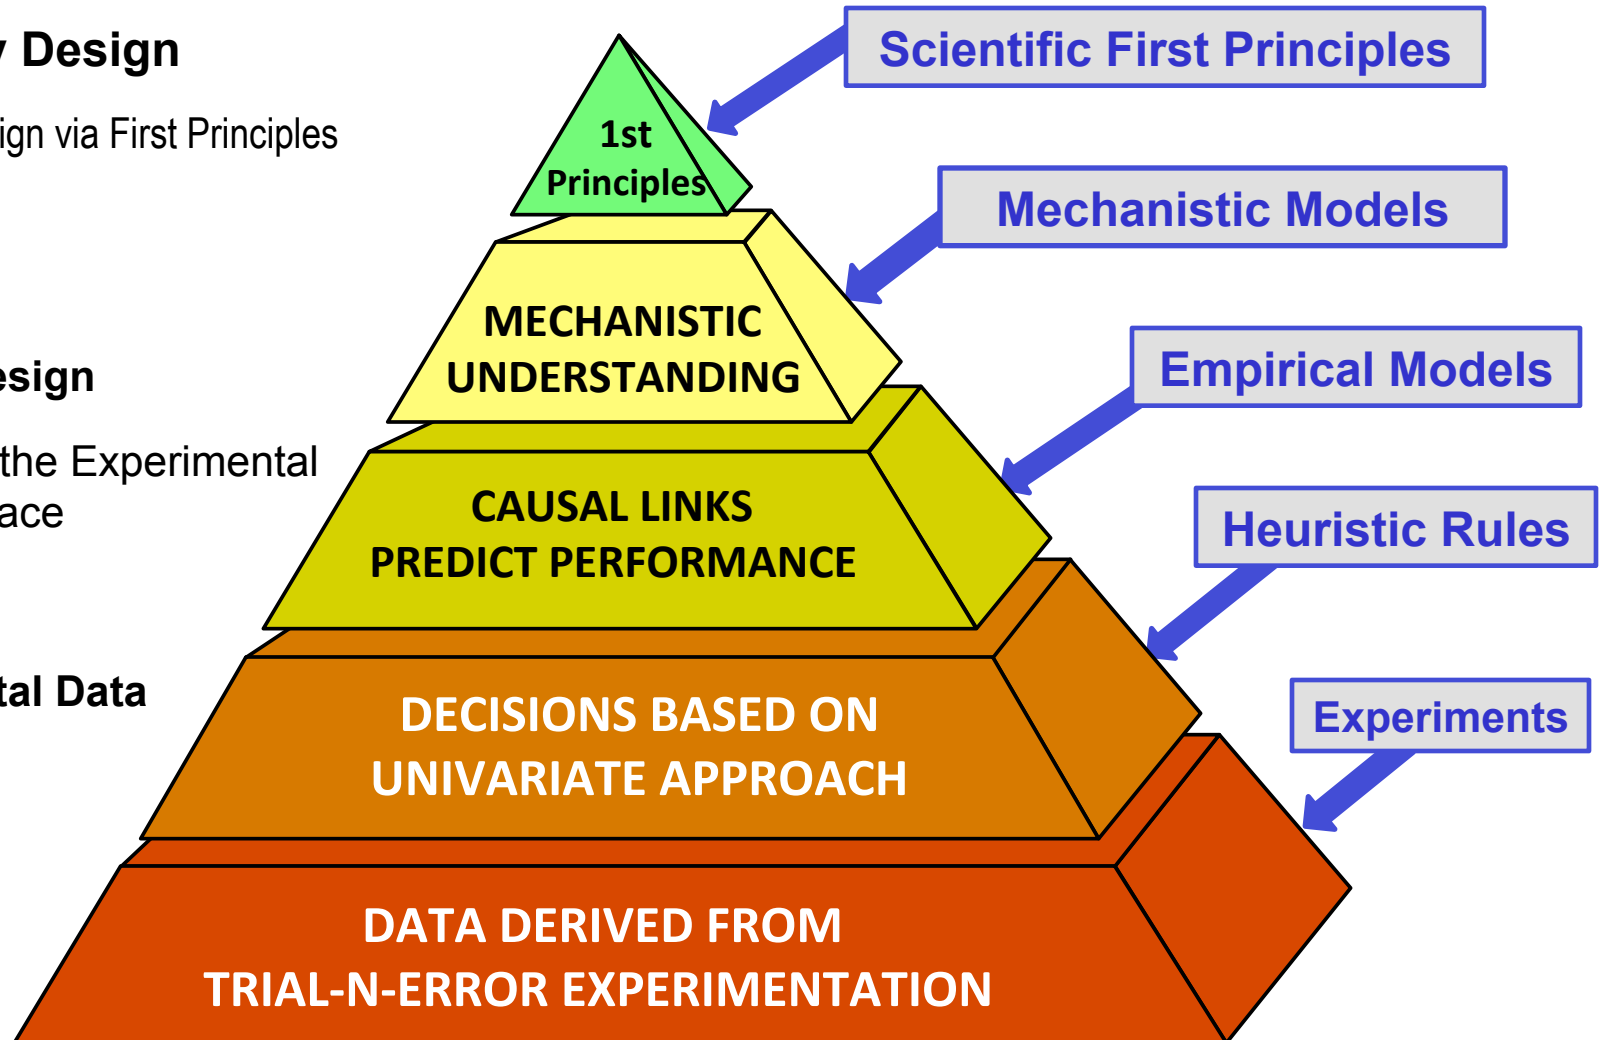 y Design
ign via First Principles
esign
the Experimental
ace
tal Data
1st
Principles
MECHANISTIC
UNDERSTANDING
CAUSAL LINKS
PREDICT PERFORMANCE
DECISIONS BASED ON
UNIVARIATE APPROACH
DATA DERIVED FROM
TRIAL-N-ERROR EXPERIMENTATION
Scientific First Principles
Mechanistic Models
Empirical Models
Heuristic Rules
Experiments